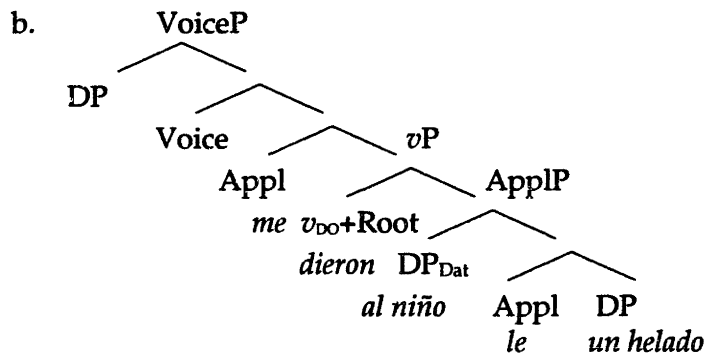 b. VoiceP
DP
Voice vP
Appl ApplP
me vDO+Root
dieron DPDat
al niño Appl DP
le un helado